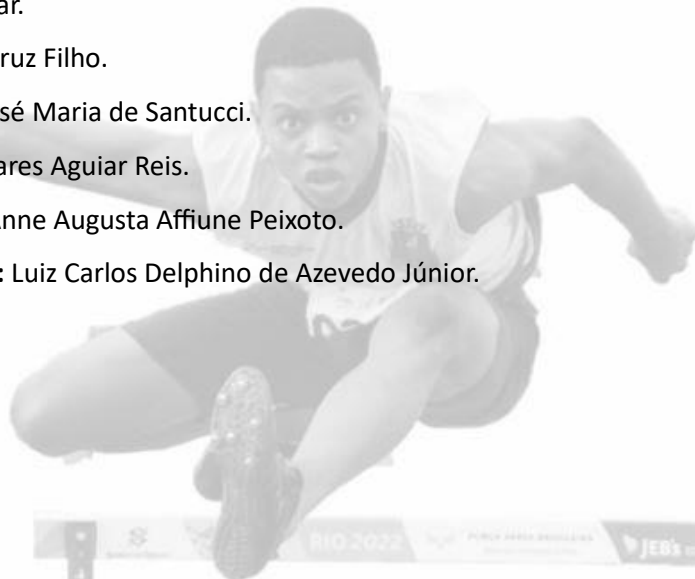 ar.
ruz Filho.
sé Maria de Santucci.
ares Aguiar Reis.
Anne Augusta Affiune Peixoto.
: Luiz Carlos Delphino de Azevedo Júnior.
RIO 2022
JEB's